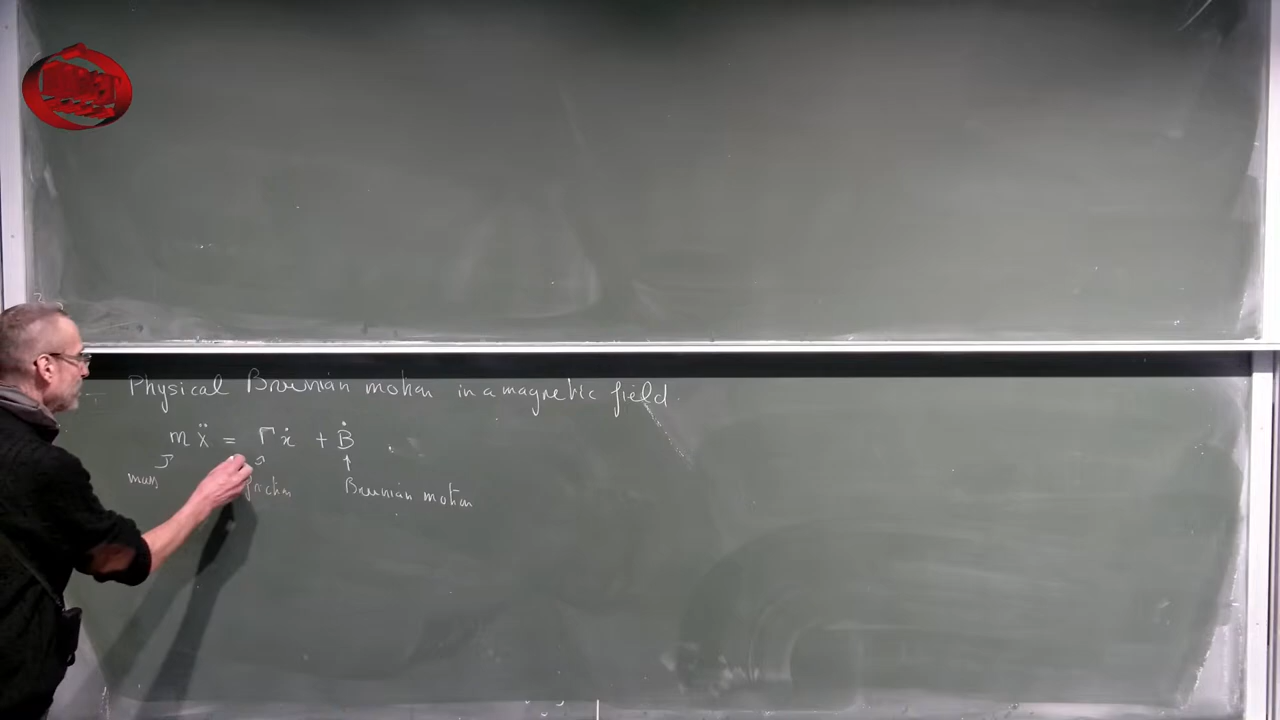 Physical Brownian motion in a magnetic field.
m ẍ = Γ ẋ + Ḃ
mass friction Brownian motion